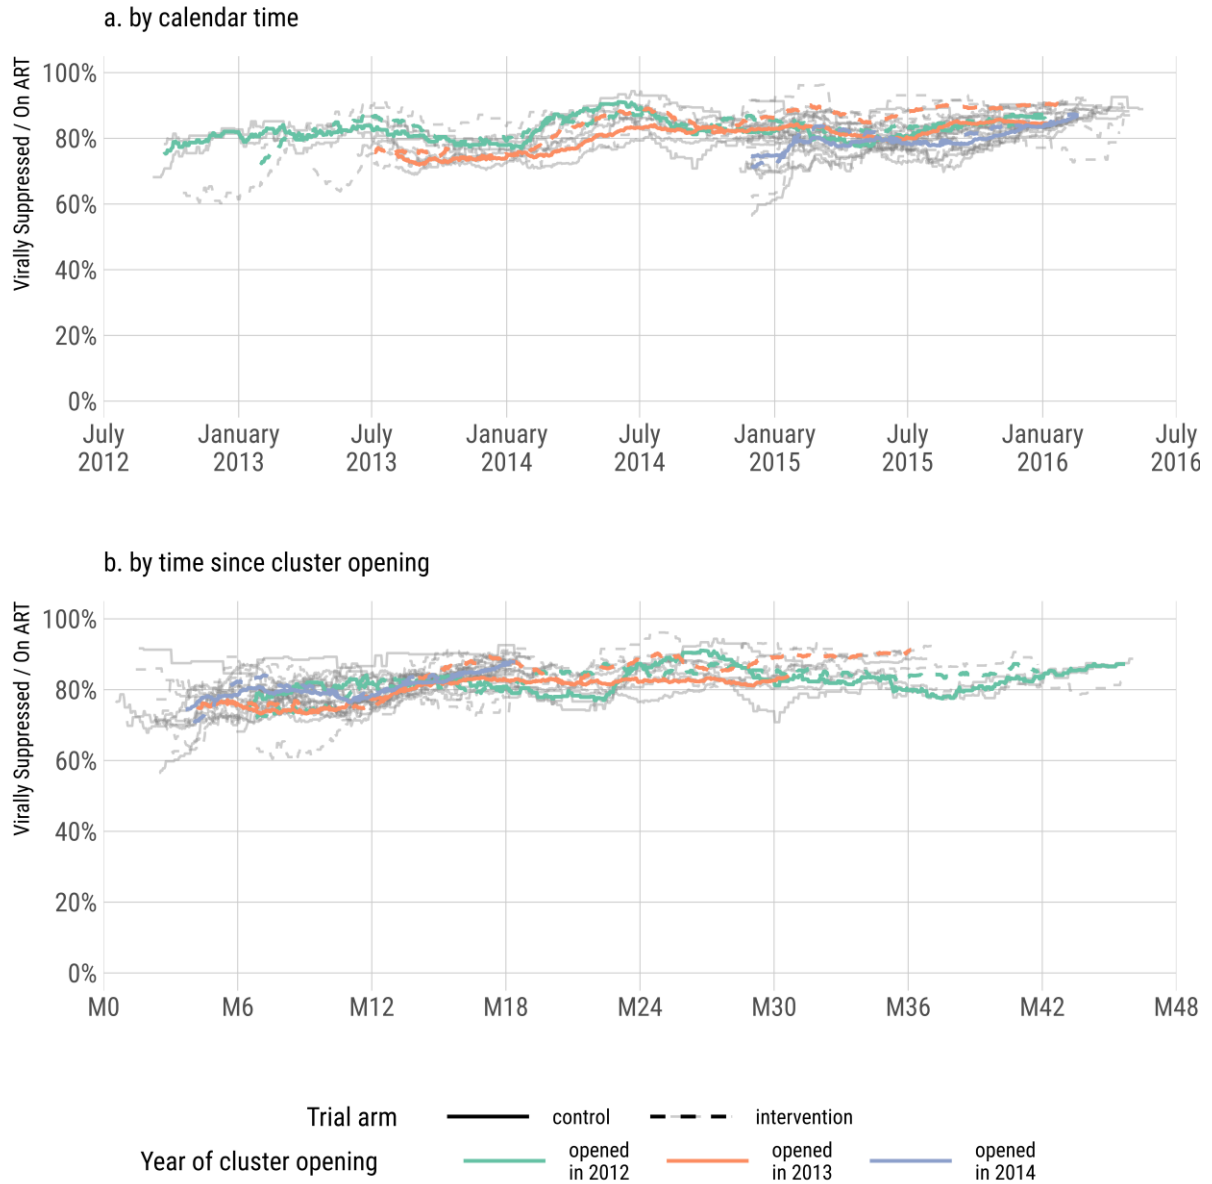 a. by calendar time
Virally Suppressed / On ART
100%
80%
60%
40%
20%
0%
July 2012
January 2013
July 2013
January 2014
July 2014
January 2015
July 2015
January 2016
July 2016
b. by time since cluster opening
Virally Suppressed / On ART
100%
80%
60%
40%
20%
0%
M0 M6 M12 M18 M24 M30 M36 M42 M48
Trial arm control intervention
Year of cluster opening
opened
in 2012
opened
in 2013
opened
in 2014